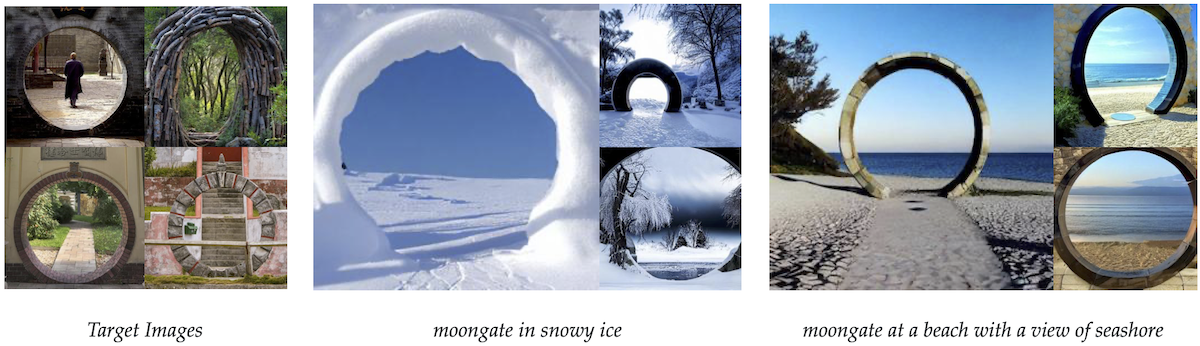 Target Images
moongate in snowy ice
moongate at a beach with a view of seashore